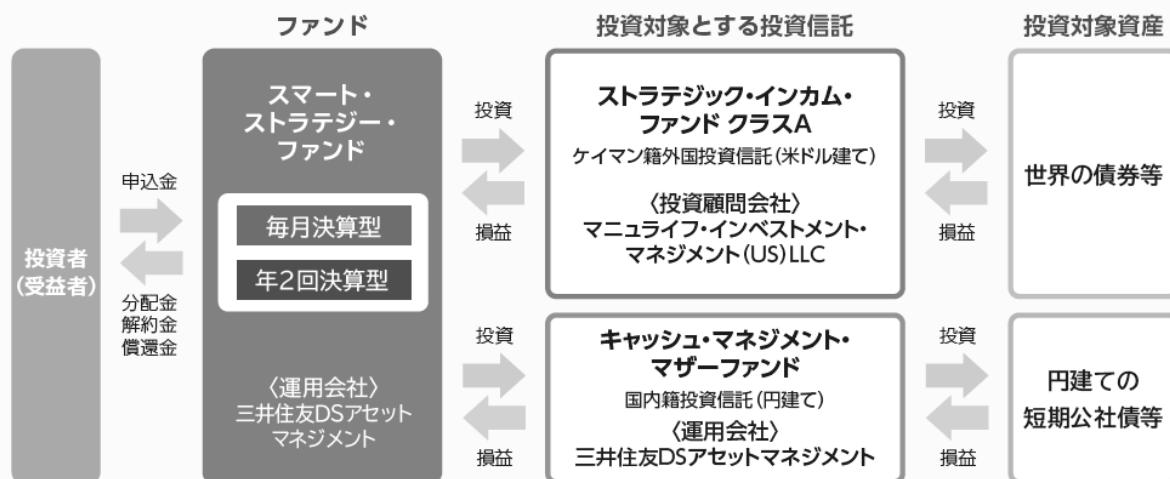 ファンド
投資対象とする投資信託
投資対象資産
投資者
(受益者)
申込金
分配金
解約金
償還金
スマート・
ストラテジー・
ファンド
毎月決算型
年2回決算型
〈運用会社〉
三井住友DSアセット
マネジメント
投資
損益
ストラテジック・インカム・
ファンド クラスA
ケイマン籍外国投資信託(米ドル建て)
〈投資顧問会社〉
マニュライフ・インベストメント・
マネジメント(US)LLC
投資
損益
世界の債券等
投資
損益
キャッシュ・マネジメント・
マザーファンド
国内籍投資信託(円建て)
〈運用会社〉
三井住友DSアセットマネジメント
投資
損益
円建ての
短期公社債等